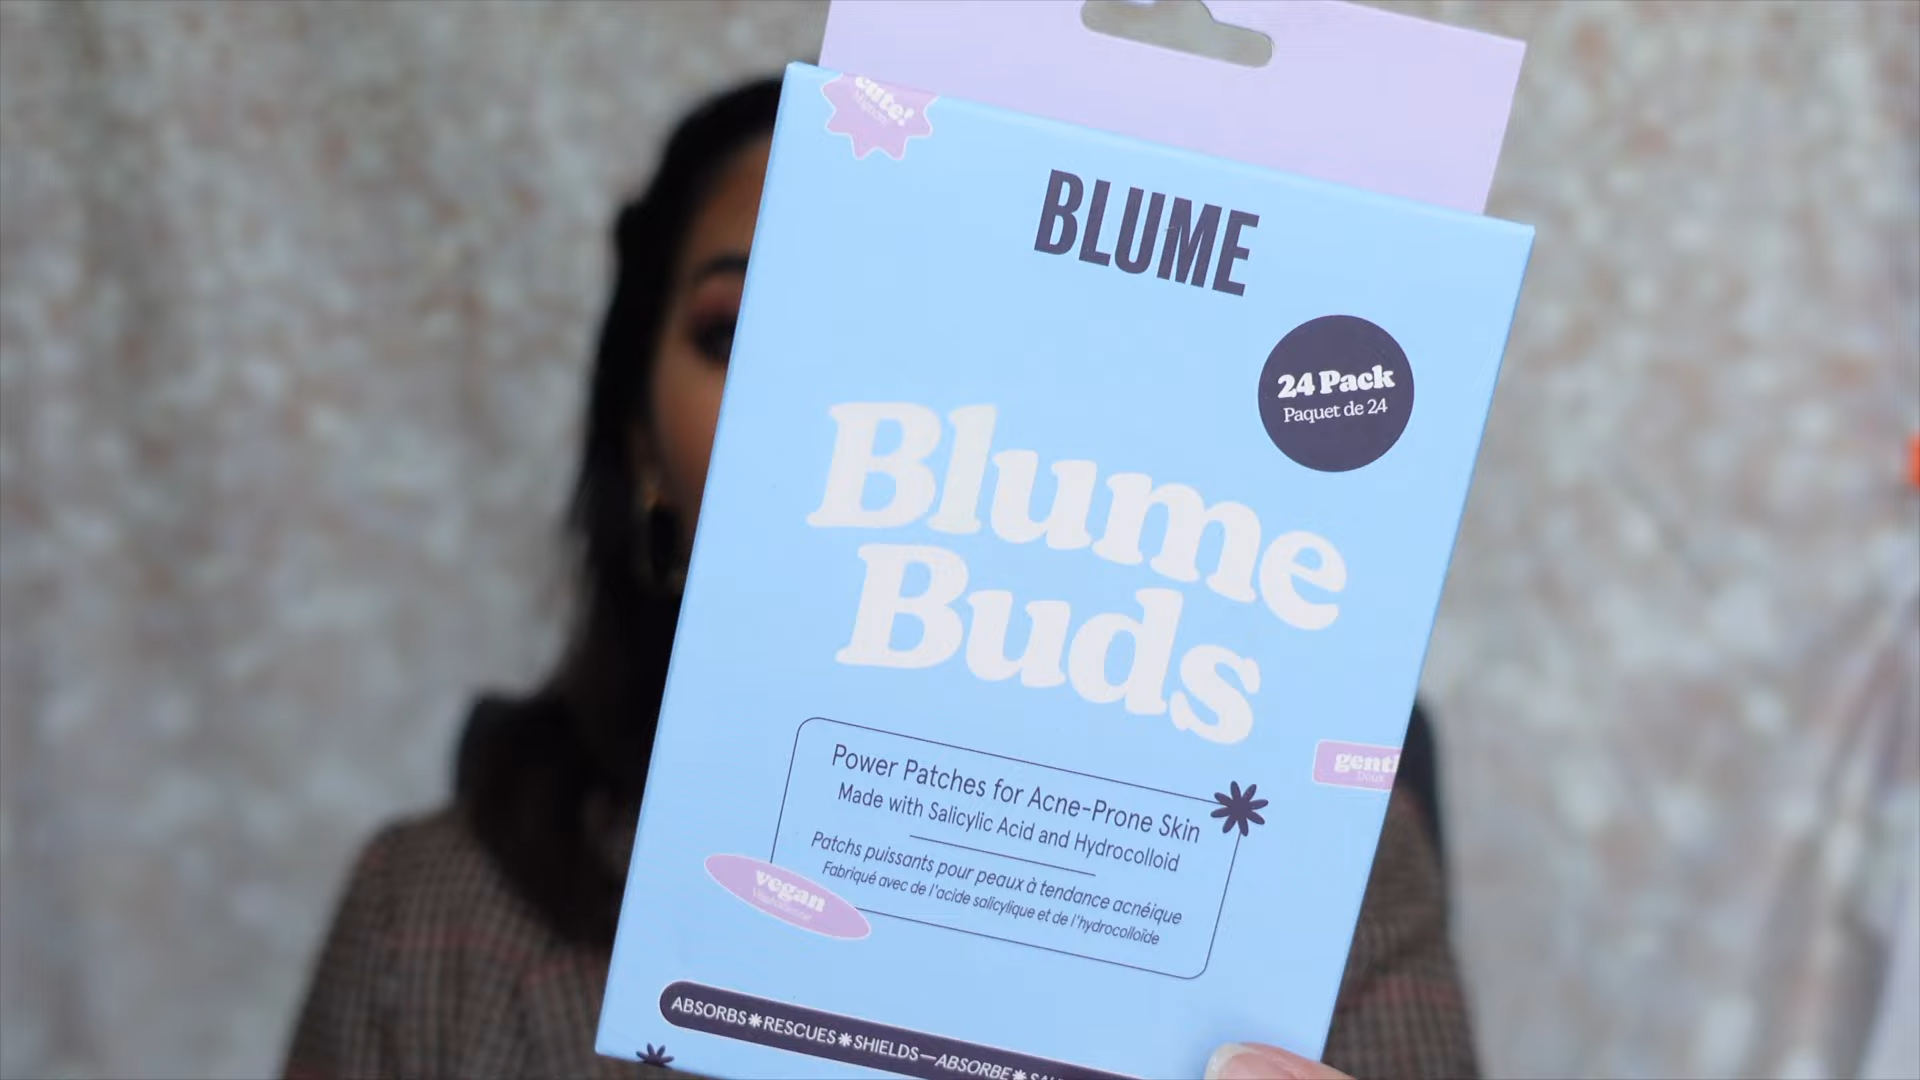 cute!
BLUME
24 Pack
Paquet de 24
Blume
Buds
gentl
Doux
Power Patches for Acne-Prone Skin
Made with Salicylic Acid and Hydrocolloid
Patchs puissants pour peaux à tendance acnéique
Fabriqué avec de l'acide salicylique et de l'hydrocolloïde
vegan
ABSORBS*RESCUES*SHIELDS—ABSORBE*